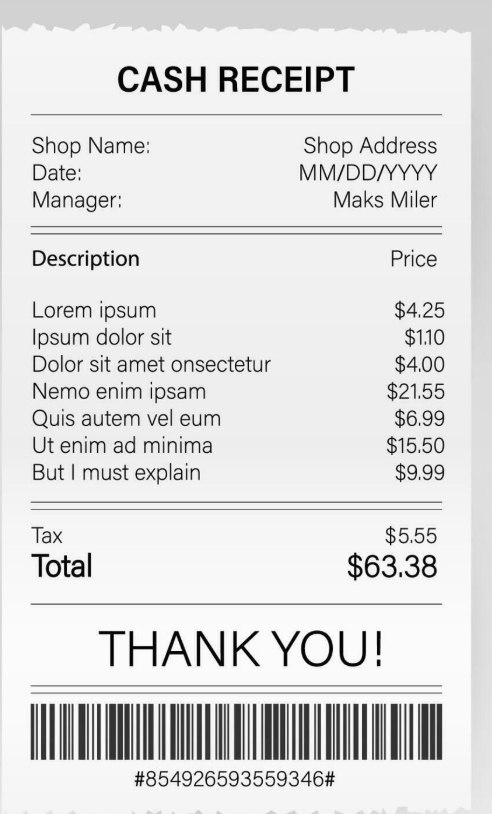 CASH RECEIPT
Shop Name: Shop Address
Date: MM/DD/YYYY
Manager: Maks Miler
Description Price
Lorem ipsum $4.25
Ipsum dolor sit $1.10
Dolor sit amet onsectetur $4.00
Nemo enim ipsam $21.55
Quis autem vel eum $6.99
Ut enim ad minima $15.50
But I must explain $9.99
Tax $5.55
Total $63.38
THANK YOU!
#854926593559346#